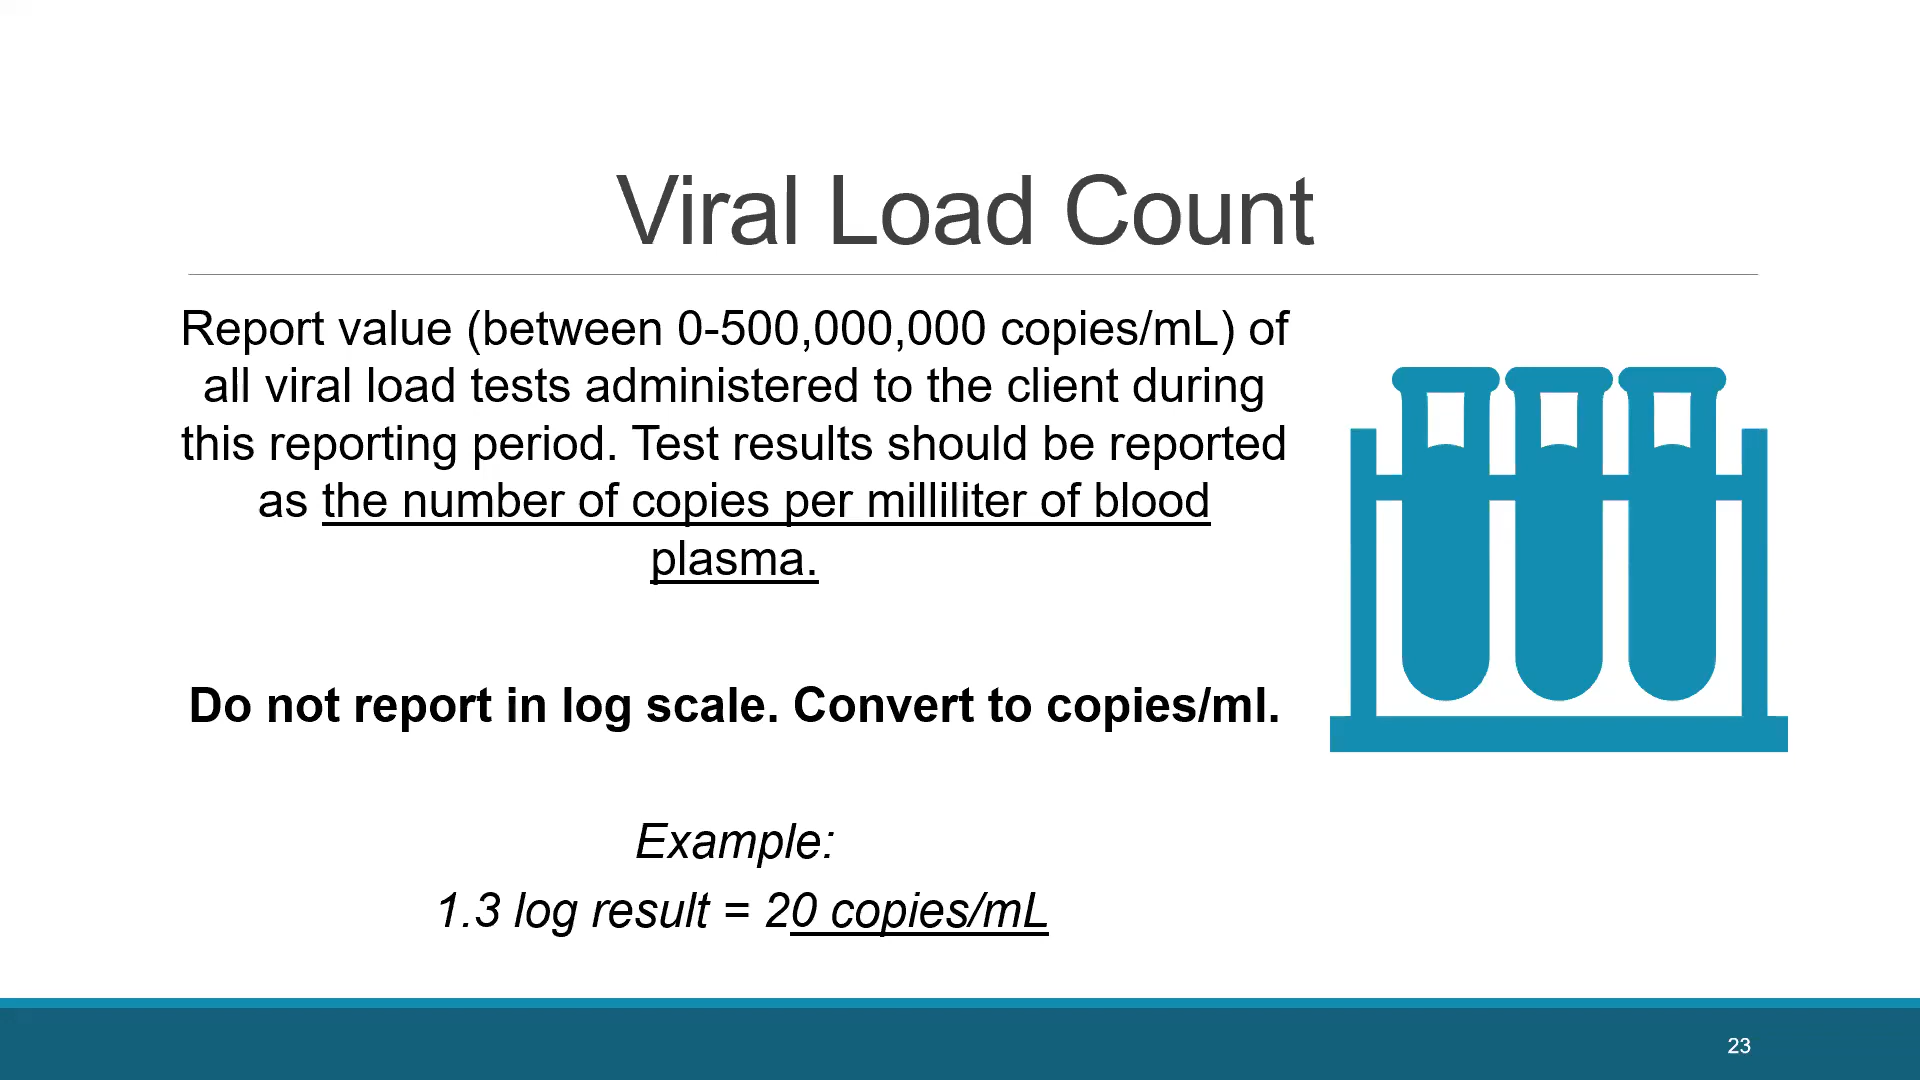 Viral Load Count
Report value (between 0-500,000,000 copies/mL) of
all viral load tests administered to the client during
this reporting period. Test results should be reported
as the number of copies per milliliter of blood
plasma.
Do not report in log scale. Convert to copies/ml.
Example:
1.3 log result = 20 copies/mL
23